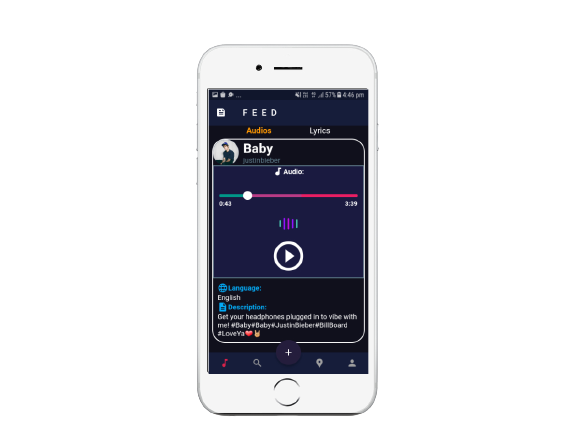 ... 57% 4:46 pm
FEED
Audios Lyrics
Baby
justinbieber
Audio:
0:43 3:39
Language:
English
Description:
Get your headphones plugged in to vibe with
me! #Baby#Baby#JustinBieber#BillBoard
#LoveYa❤️🤘